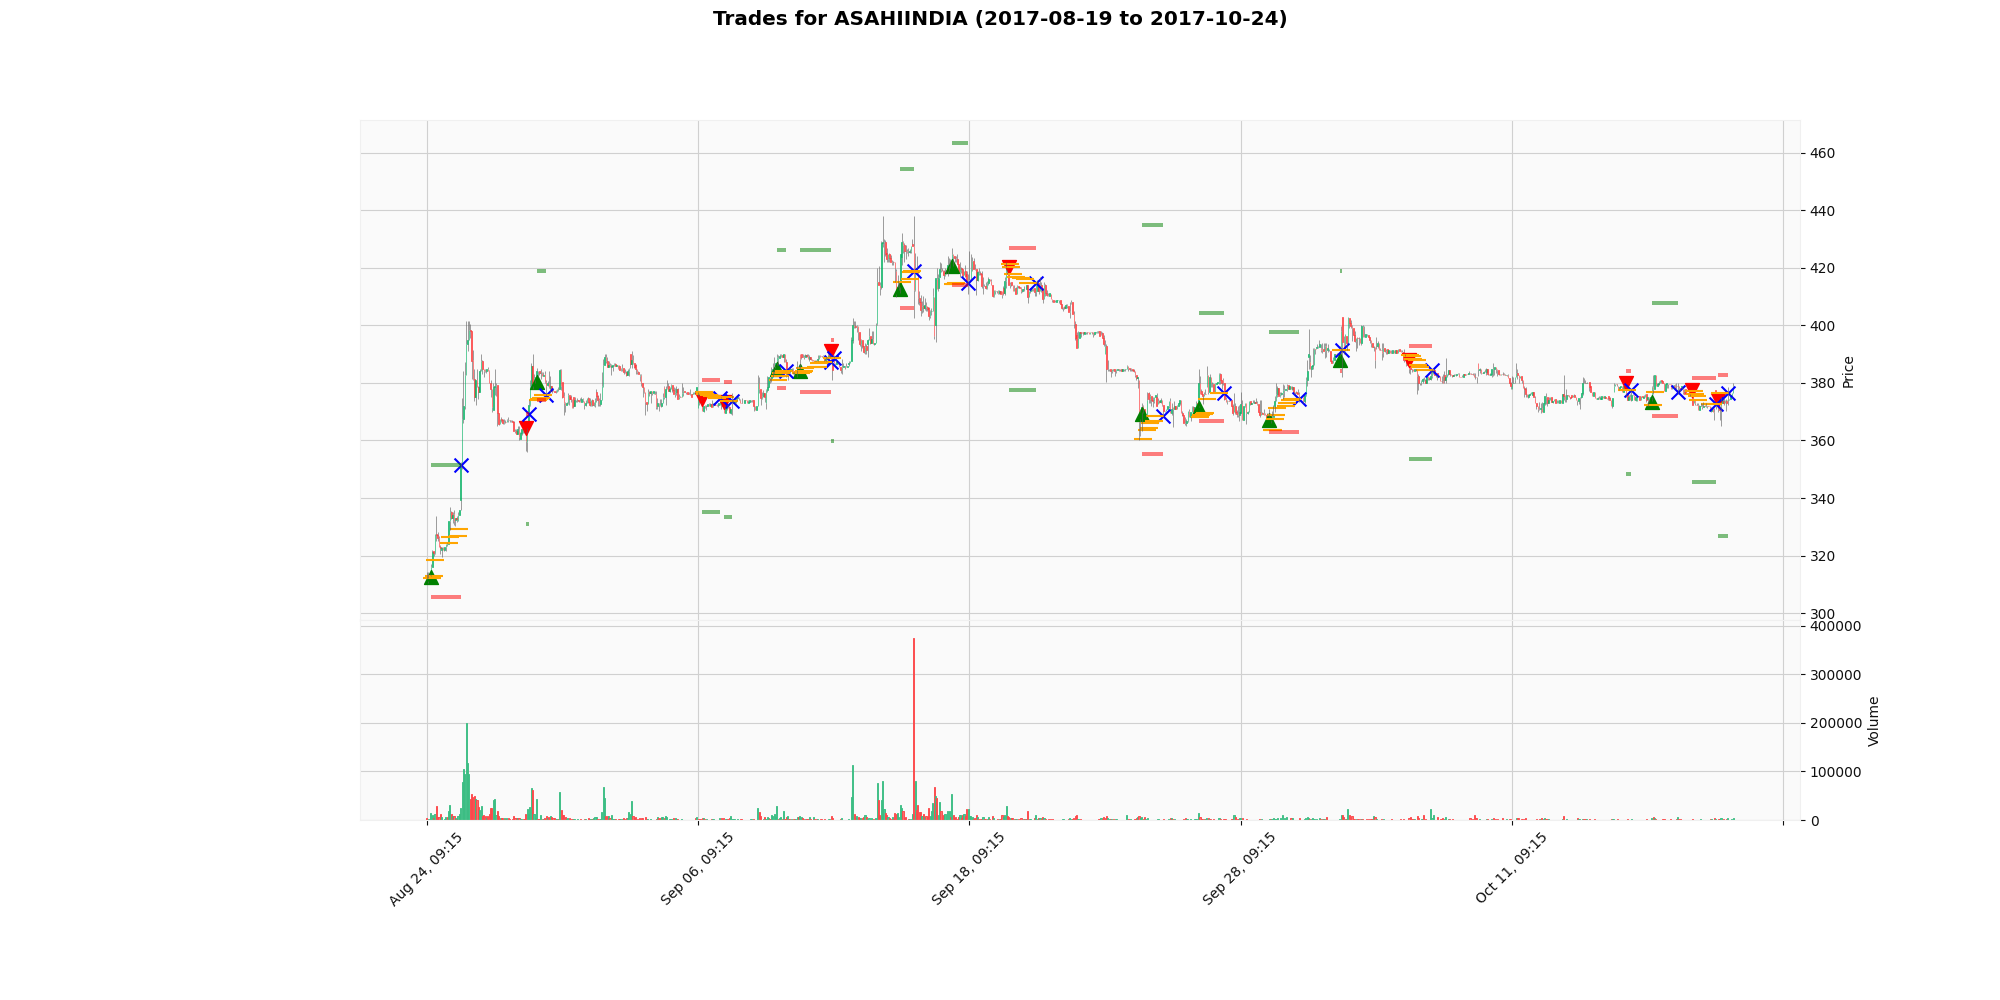 Trades for ASAHIINDIA (2017-08-19 to 2017-10-24)
460
440
420
400
380
360
340
320
300
Price
400000
300000
200000
100000
0
Volume
Aug 24, 09:15
Sep 06, 09:15
Sep 18, 09:15
Sep 28, 09:15
Oct 11, 09:15